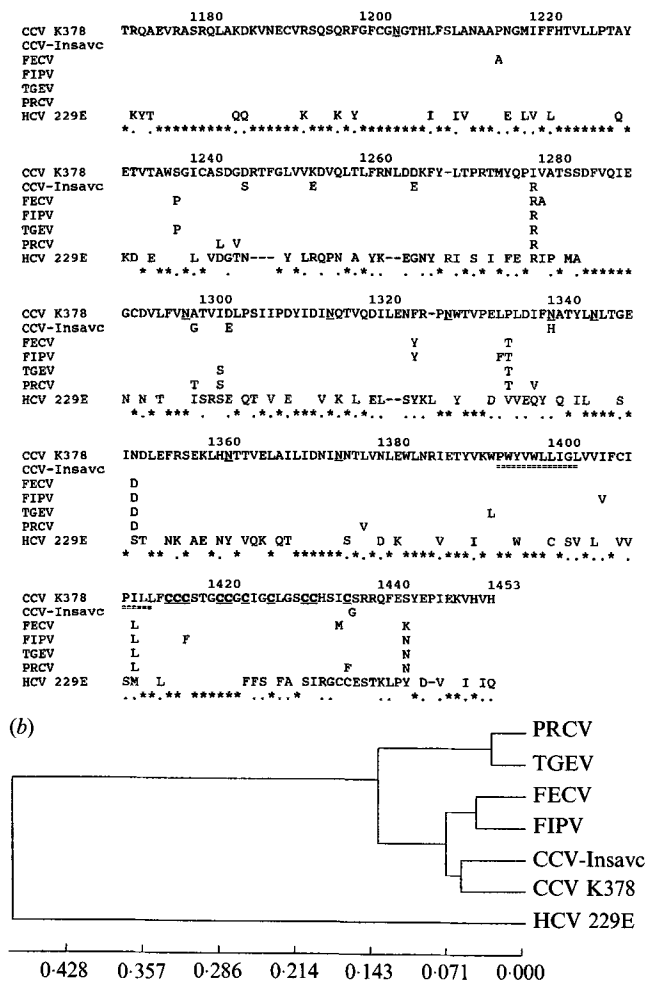 1180 1200 1220
CCV K378 TRQAEVRASRQLAKDKVNECVRSQSQRFGFCGNGTHLFSLANAAPNGMIFFHTVLLPTAY
CCV-Insavc
FECV A
FIPV
TGEV
PRCV
HCV 229E KYT QQ K K Y I IV E LV L Q
1240 1260 1280
CCV K378 ETVTAWSGICASDGDRTFGLVVKDVQLTLFRNLDDKFY-LTPRTMYQPIVATSSDFVQIE
CCV-Insavc S E E R
FECV P RA
FIPV R
TGEV P R
PRCV L V R
HCV 229E KD E L VDGTN--- Y LRQPN A YK--EGNY RI S I FE RIP MA
1300 1320 1340
CCV K378 GCDVLFVNATVIDLPSIIPDYIDINQTVQDILENFR-PNWTVPELPLDIFNATYLNLTGE
CCV-Insavc G E H
FECV Y T
FIPV Y FT
TGEV S T
PRCV T S T V
HCV 229E N N T ISRSE QT V E V K L EL--SYKL Y D VVEQY Q IL S
1360 1380 1400
CCV K378 INDLEFRSEKLHNTTVELAILIDNINNTLVNLEWLNRIETYVKWPWYVWLLIGLVVIFCI
CCV-Insavc
FECV D
FIPV D V
TGEV D L
PRCV D V
HCV 229E ST NK AE NY VQK QT S D K V I W C SV L VV
1420 1440 1453
CCV K378 PILLFCCCSTGCCGCIGCLGSCCHSICSRRQFESYEPIEKVHVH
CCV-Insavc G
FECV L M K
FIPV L F N
TGEV L N
PRCV L F N
HCV 229E SM L FFS FA SIRGCCESTKLPY D-V I IQ
(b)
PRCV
TGEV
FECV
FIPV
CCV-Insavc
CCV K378
HCV 229E
0·428 0·357 0·286 0·214 0·143 0·071 0·000